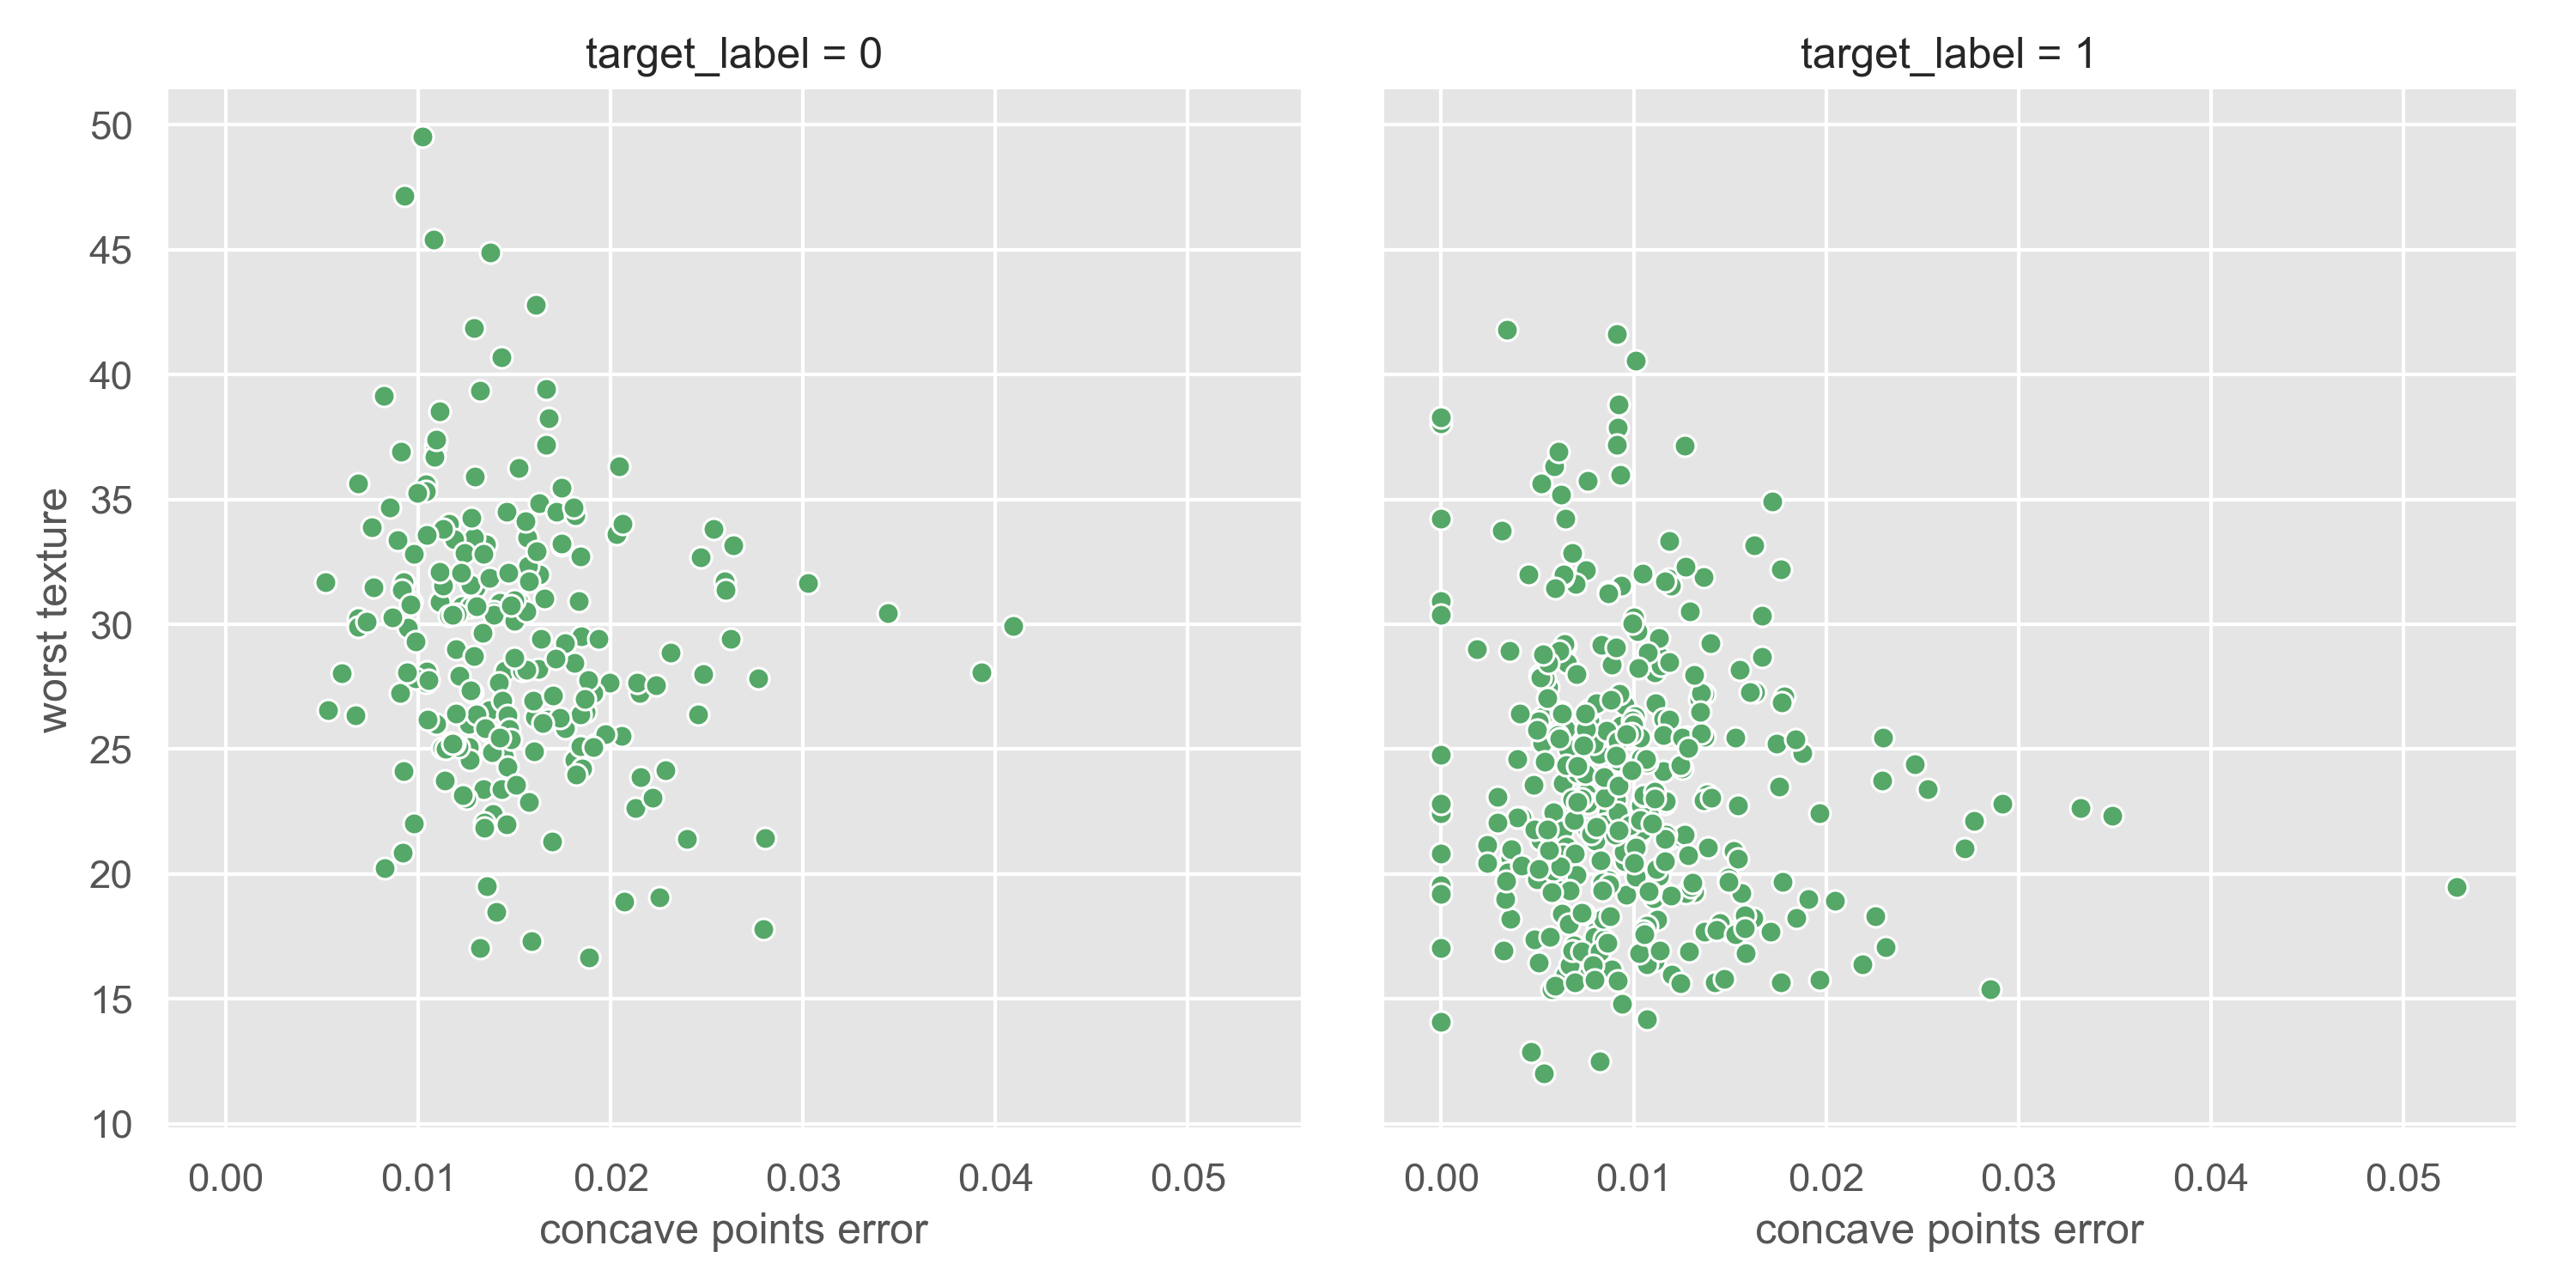 target_label = 0
target_label = 1
50
45
40
35
30
25
20
15
10
worst texture
0.00 0.01 0.02 0.03 0.04 0.05
0.00 0.01 0.02 0.03 0.04 0.05
concave points error
concave points error